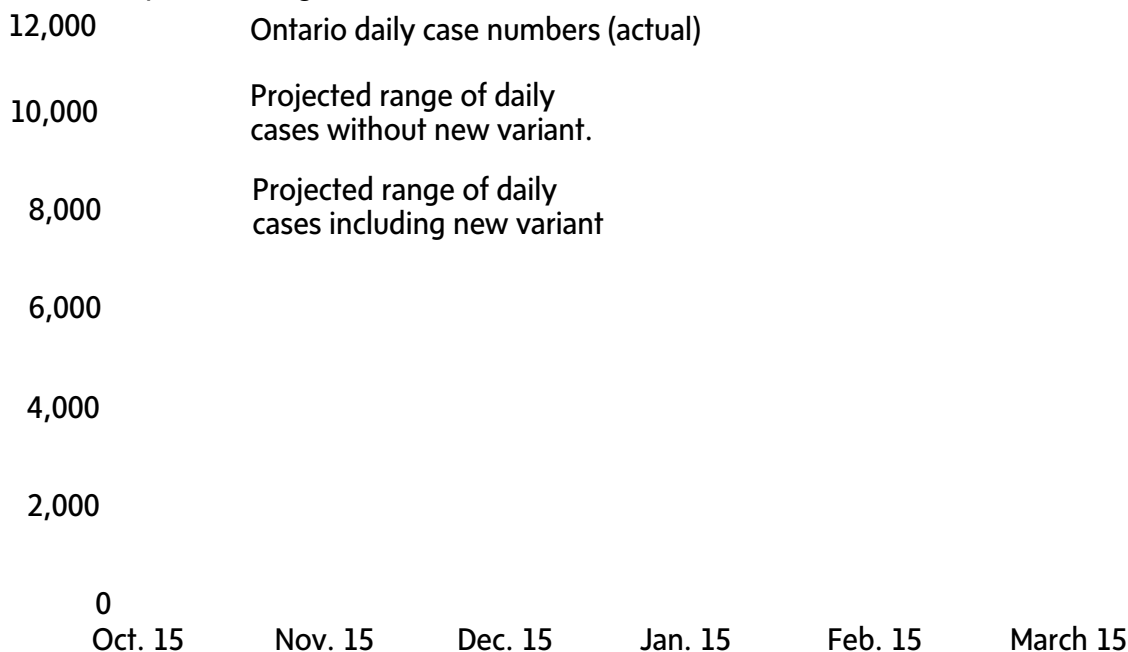 12,000
Ontario daily case numbers (actual)
10,000
Projected range of daily
cases without new variant.
8,000
Projected range of daily
cases including new variant
6,000
4,000
2,000
0
Oct. 15 Nov. 15 Dec. 15 Jan. 15 Feb. 15 March 15